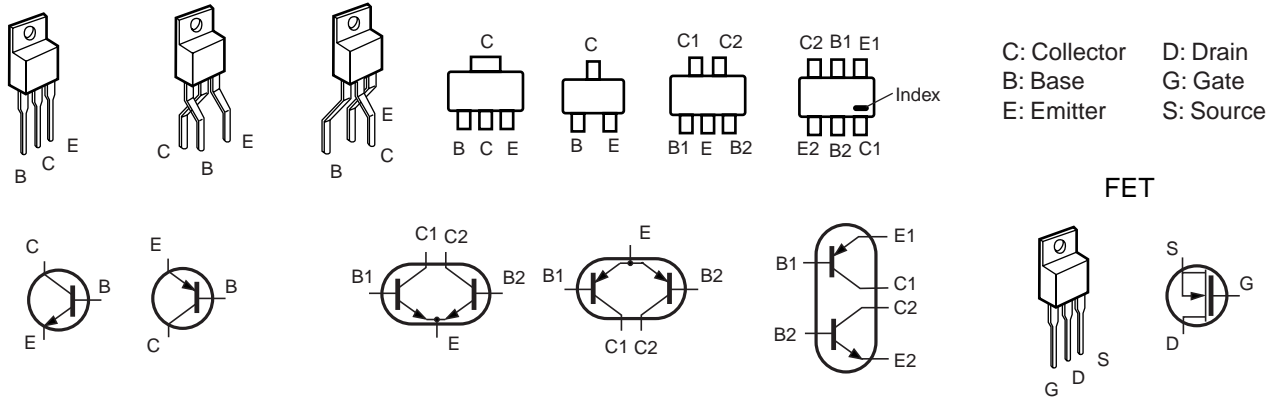 B
C
E
C
B
E
B
E
C
C
B C E
C
B E
C1 C2
B1 E B2
C2 B1 E1
Index
E2 B2 C1
C: Collector D: Drain
B: Base G: Gate
E: Emitter S: Source
FET
C
B
E
E
B
C
C1 C2
B1 B2
E
E
B1 B2
C1 C2
E1
B1
C1
C2
B2
E2
G
D
S
S
G
D